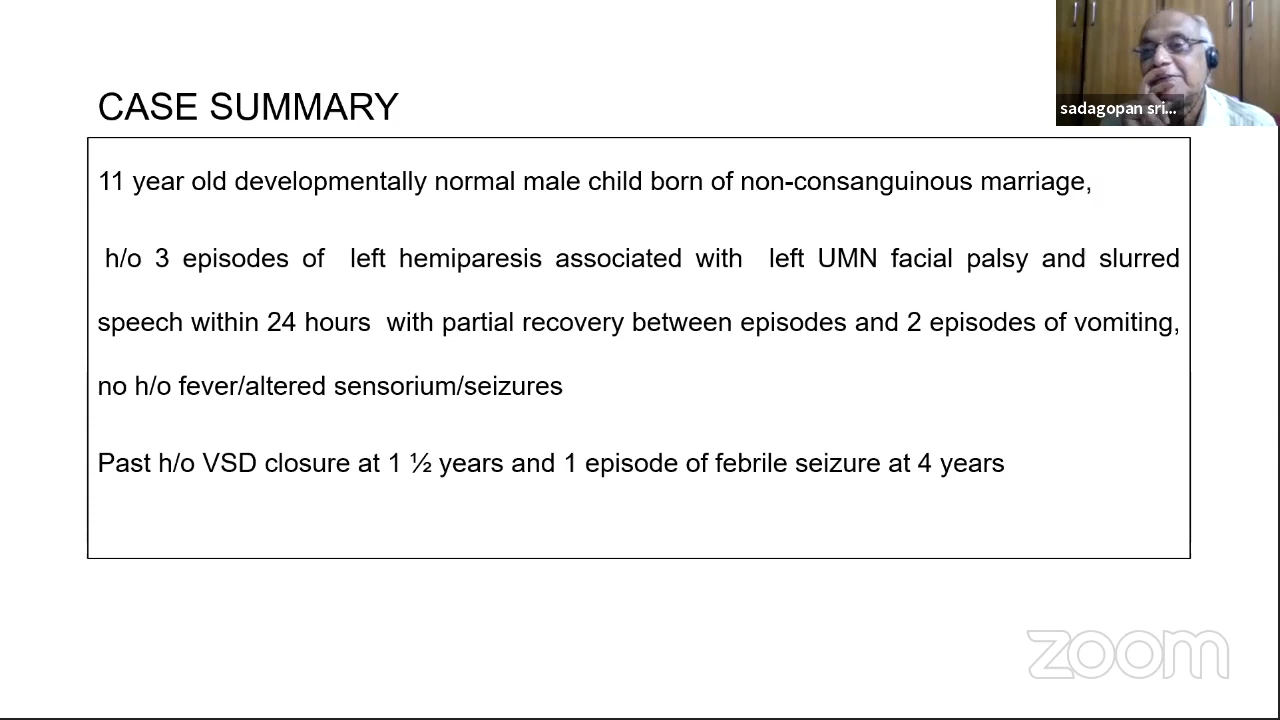 sadagopan sri...
CASE SUMMARY
11 year old developmentally normal male child born of non-consanguinous marriage,
h/o 3 episodes of left hemiparesis associated with left UMN facial palsy and slurred
speech within 24 hours with partial recovery between episodes and 2 episodes of vomiting,
no h/o fever/altered sensorium/seizures
Past h/o VSD closure at 1 ½ years and 1 episode of febrile seizure at 4 years
zoom